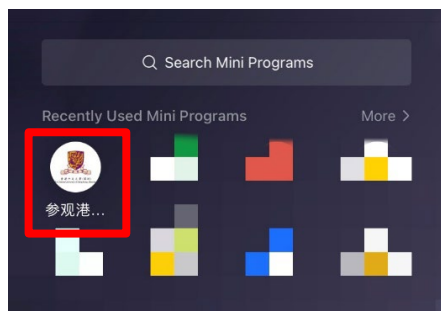 Search Mini Programs
Recently Used Mini Programs
More >
参观港...